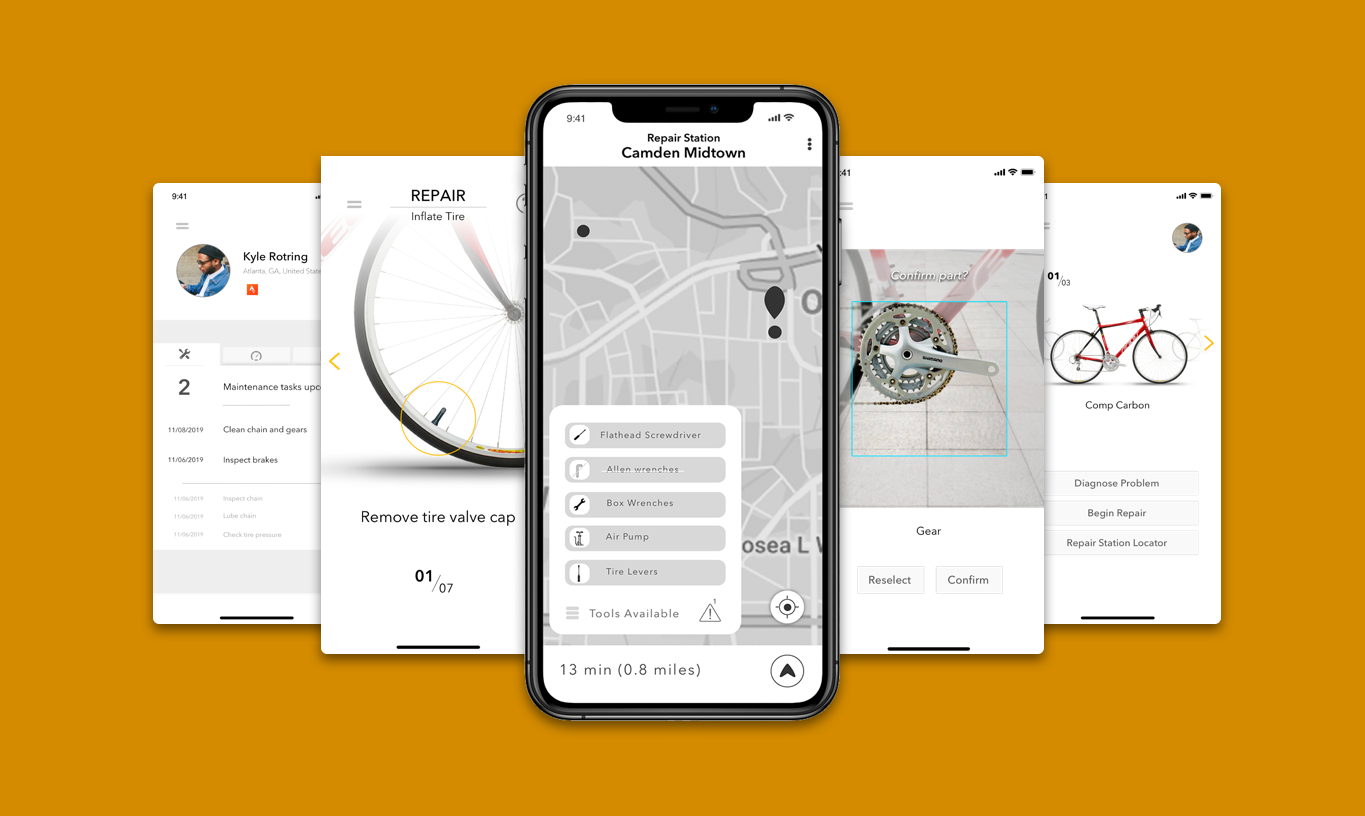 9:41
Kyle Rotring
Atlanta, GA, United State
2
Maintenance tasks upco
11/08/2019 Clean chain and gears
11/06/2019 Inspect brakes
11/06/2019 Inspect chain
11/06/2019 Lube chain
11/06/2019 Check tire pressure
REPAIR
Inflate Tire
Remove tire valve cap
01/07
9:41
Repair Station
Camden Midtown
osea L
Flathead Screwdriver
Allen wrenches
Box Wrenches
Air Pump
Tire Levers
Tools Available
1
13 min (0.8 miles)
:41
Confirm part?
SHIMANO
Gear
Reselect Confirm
01/03
Comp Carbon
Diagnose Problem
Begin Repair
Repair Station Locator